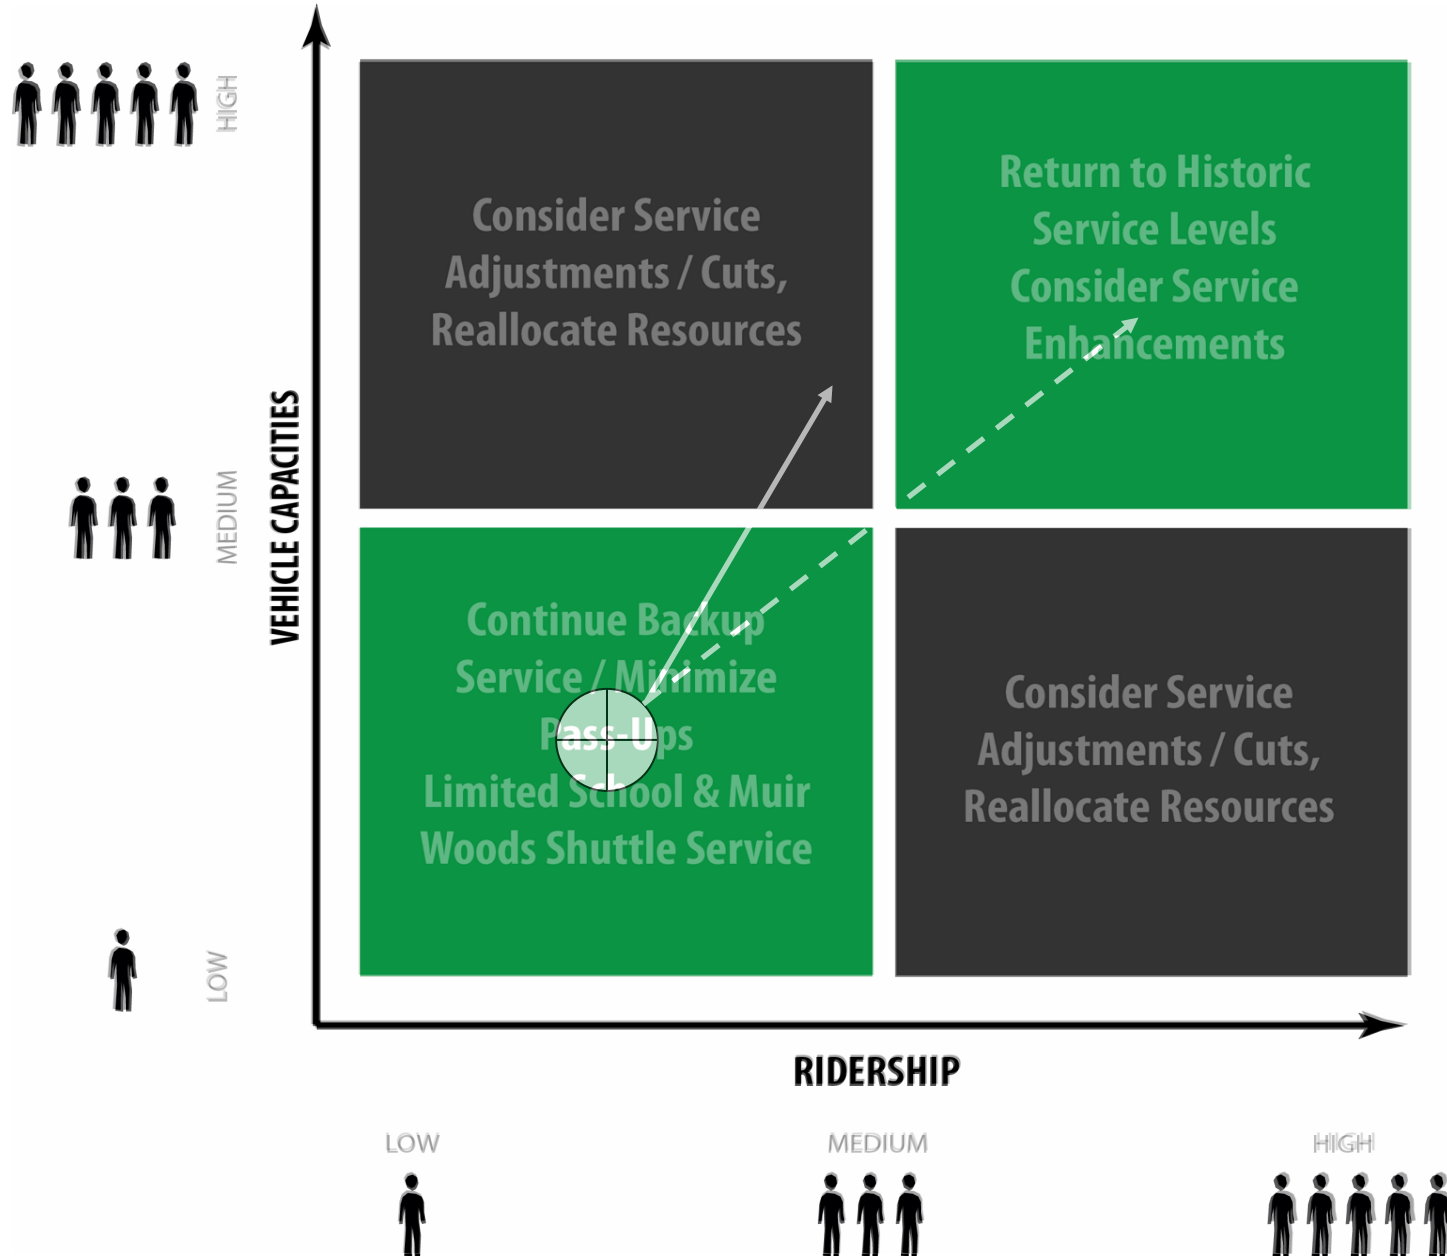 HIGH
Consider Service
Adjustments / Cuts,
Reallocate Resources
Return to Historic
Service Levels
Consider Service
Enhancements
VEHICLE CAPACITIES
MEDIUM
Continue Backup
Service / Minimize
Pass-Ups
Limited School & Muir
Woods Shuttle Service
Consider Service
Adjustments / Cuts,
Reallocate Resources
LOW
RIDERSHIP
LOW
MEDIUM
HIGH